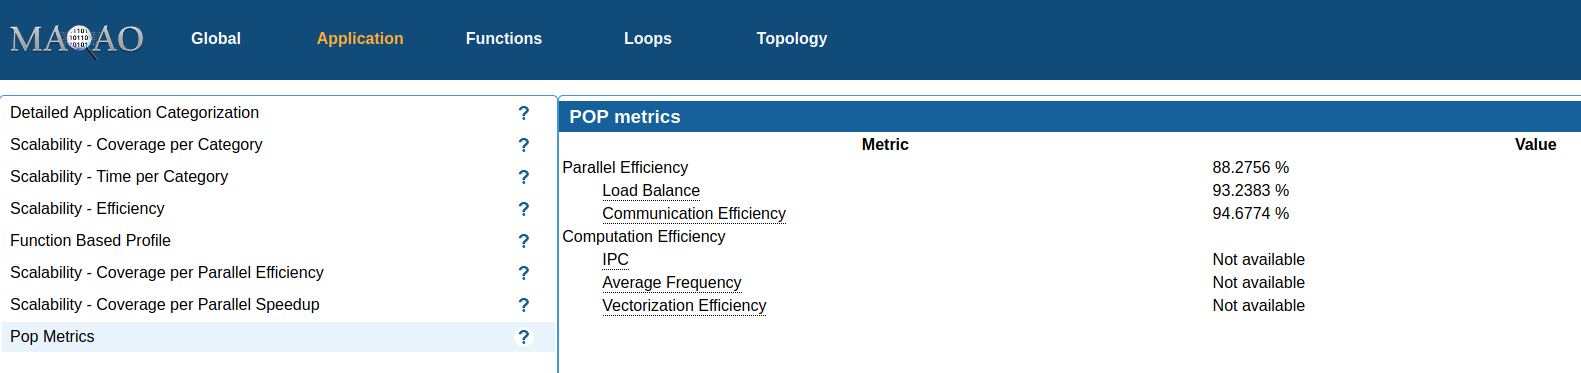 MAQAO Global Application Functions Loops Topology
Detailed Application Categorization ?
Scalability - Coverage per Category ?
Scalability - Time per Category ?
Scalability - Efficiency ?
Function Based Profile ?
Scalability - Coverage per Parallel Efficiency ?
Scalability - Coverage per Parallel Speedup ?
Pop Metrics ?
POP metrics
Metric Value
Parallel Efficiency 88.2756 %
Load Balance 93.2383 %
Communication Efficiency 94.6774 %
Computation Efficiency
IPC Not available
Average Frequency Not available
Vectorization Efficiency Not available